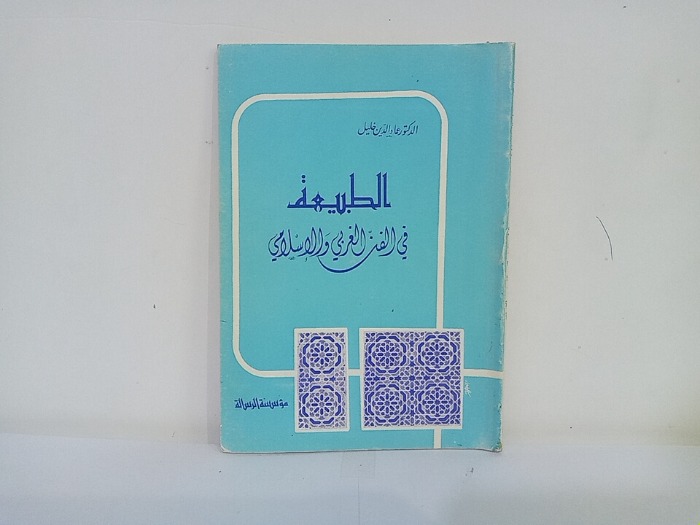 الدكتور عماد الدين خليل
الطبيعة
في الفن الغربي والإسلامي
مؤسسة الرسالة